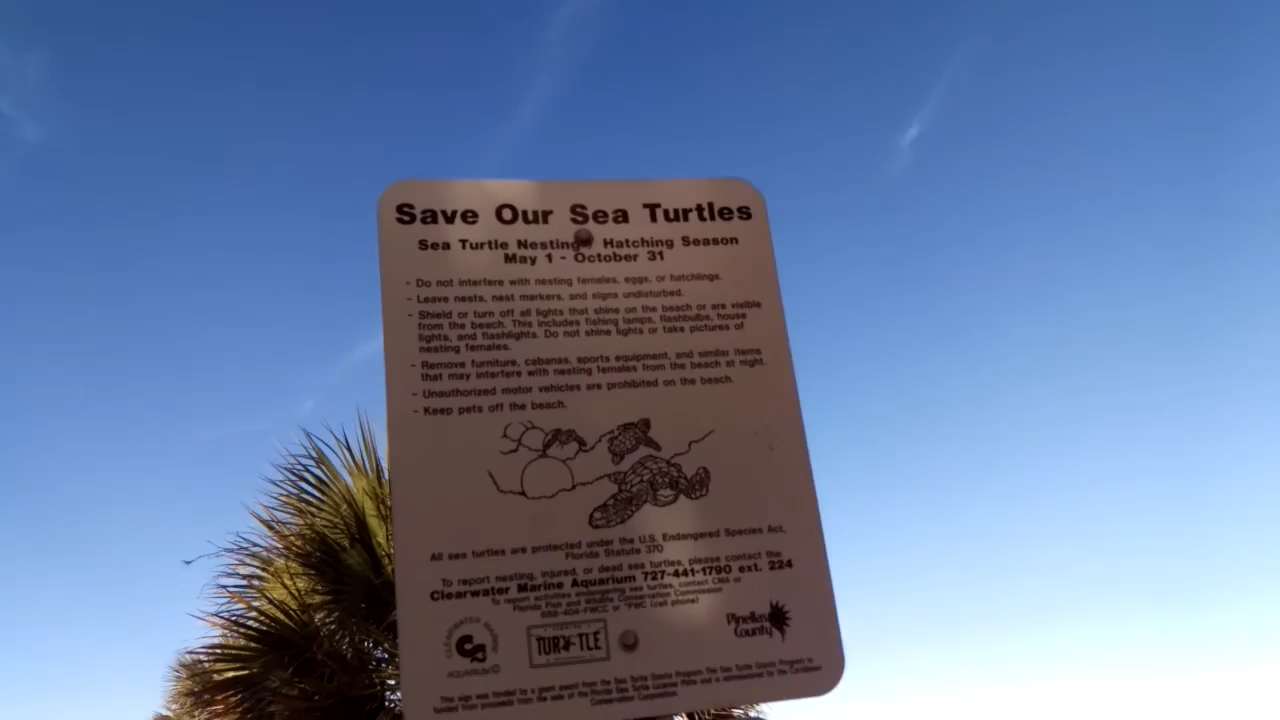 Save Our Sea Turtles
Sea Turtle Nesting Hatching Season
May 1 - October 31
- Do not interfere with nesting females, eggs, or hatchlings.
- Leave nests, nest markers, and signs undisturbed.
- Shield or turn off all lights that shine on the beach or are visible
from the beach. This includes fishing lamps, flashbulbs, house
lights, and flashlights. Do not shine lights or take pictures of
nesting females.
- Remove furniture, cabanas, sports equipment, and similar items
that may interfere with nesting females from the beach at night.
- Unauthorized motor vehicles are prohibited on the beach.
- Keep pets off the beach.
All sea turtles are protected under the U.S. Endangered Species Act,
Florida Statute 370
To report nesting, injured, or dead sea turtles, please contact the
Clearwater Marine Aquarium 727-441-1790 ext. 224
To report activities endangering sea turtles, contact CMA or
Florida Fish and Wildlife Conservation Commission
888-404-FWCC or *FWC (cell phone)
CLEARWATER MARINE
AQUARIUM
TUR TLE
Pinellas
County
This sign was funded by a grant event from the Sea Turtle Grants Program. The Sea Turtle Grants Program is
funded from proceeds from the sale of the Florida Sea Turtle License Plate and is administered by the Caribbean
Conservation Corporation.